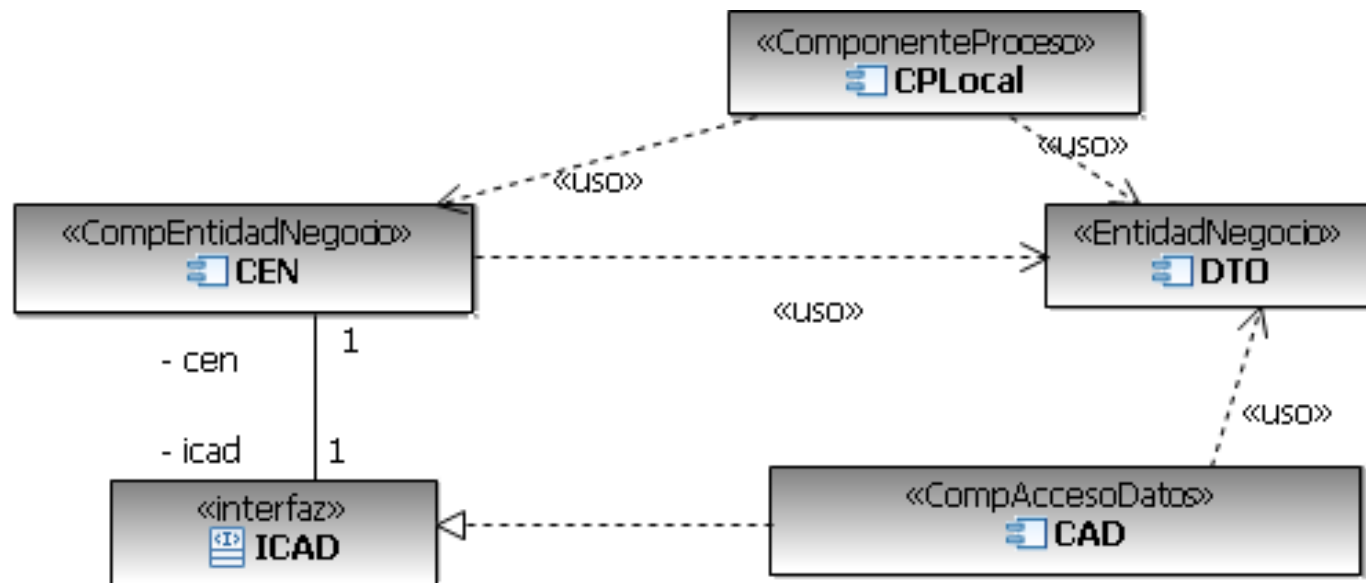 «ComponenteProceso»
CPLocal
«uso»
«uso»
«CompEntidadNegocio»
CEN
«EntidadNegocio»
DTO
«uso»
- cen
1
- icad
1
«uso»
«interfaz»
<I>
ICAD
«CompAccesoDatos»
CAD